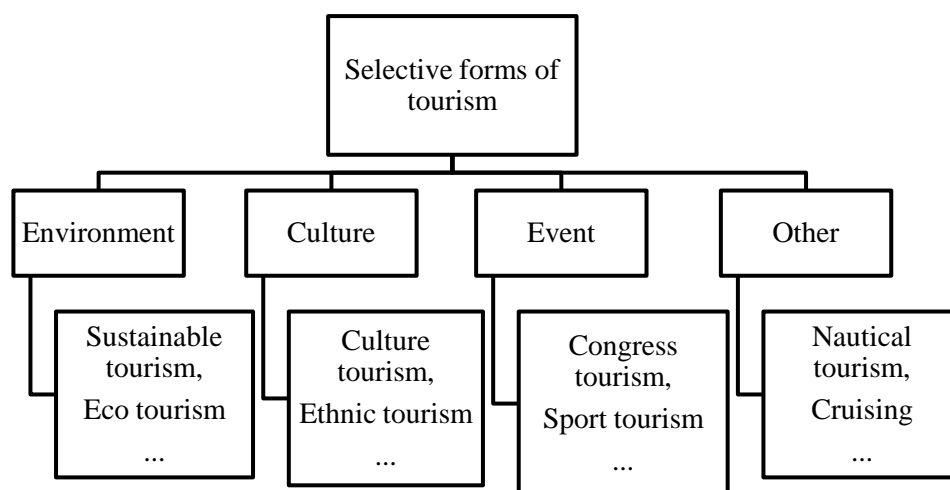 Selective forms of
tourism
Environment
Culture
Event
Other
Sustainable
tourism,
Eco tourism
...
Culture
tourism,
Ethnic tourism
...
Congress
tourism,
Sport tourism
...
Nautical
tourism,
Cruising
...